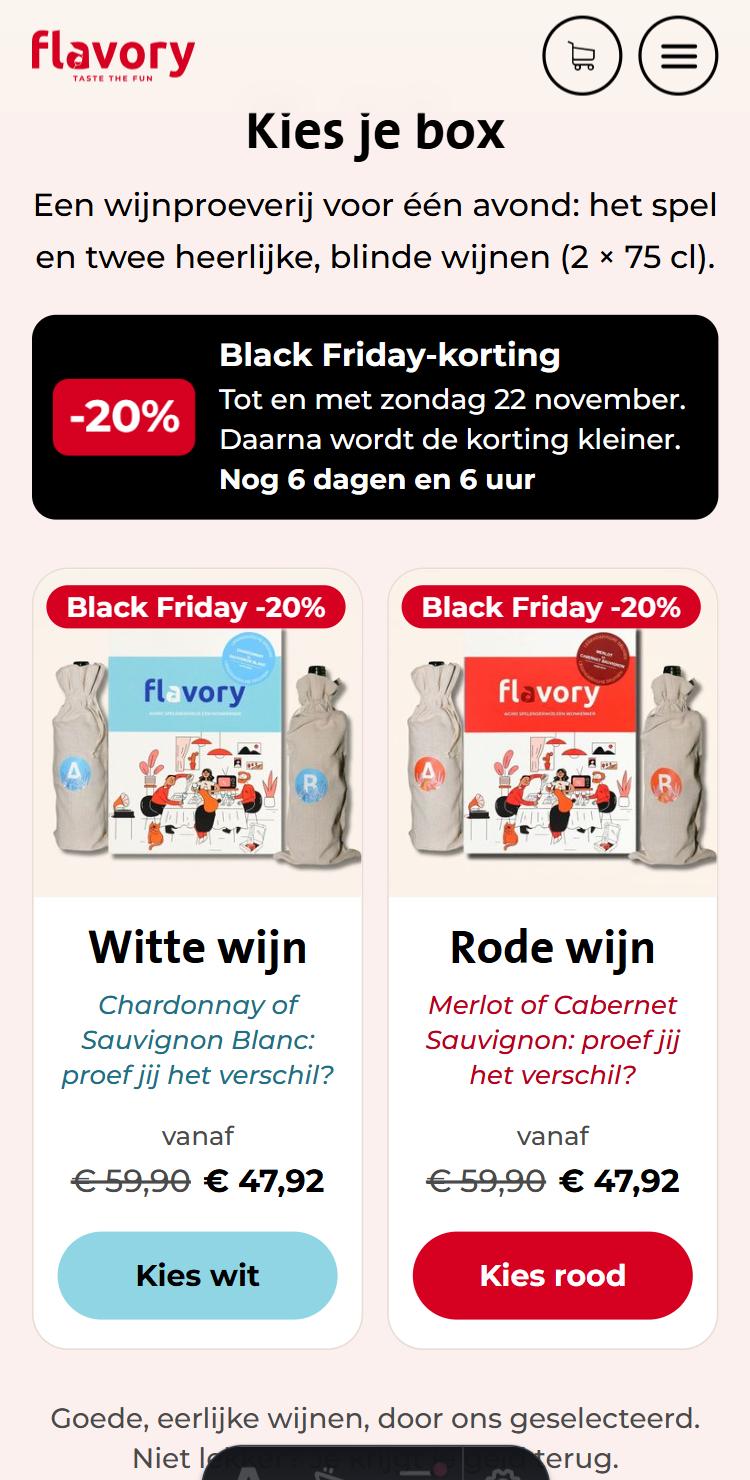 flavory
TASTE THE FUN
Kies je box
Een wijnproeverij voor één avond: het spel
en twee heerlijke, blinde wijnen (2 × 75 cl).
-20%
Black Friday-korting
Tot en met zondag 22 november.
Daarna wordt de korting kleiner.
Nog 6 dagen en 6 uur
Black Friday -20%
flavory
A
B
Witte wijn
Chardonnay of
Sauvignon Blanc:
proef jij het verschil?
vanaf
€ 59,90 € 47,92
Kies wit
Black Friday -20%
flavory
MERLOT
CABERNET SAUVIGNON
A
B
Rode wijn
Merlot of Cabernet
Sauvignon: proef jij
het verschil?
vanaf
€ 59,90 € 47,92
Kies rood
Goede, eerlijke wijnen, door ons geselecteerd.
Niet terug.